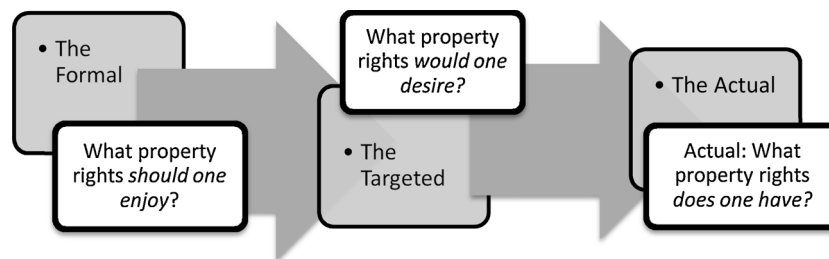 • The
Formal
What property
rights should one
enjoy?
What property
rights would one
desire?
• The
Targeted
• The Actual
Actual: What
property rights
does one have?